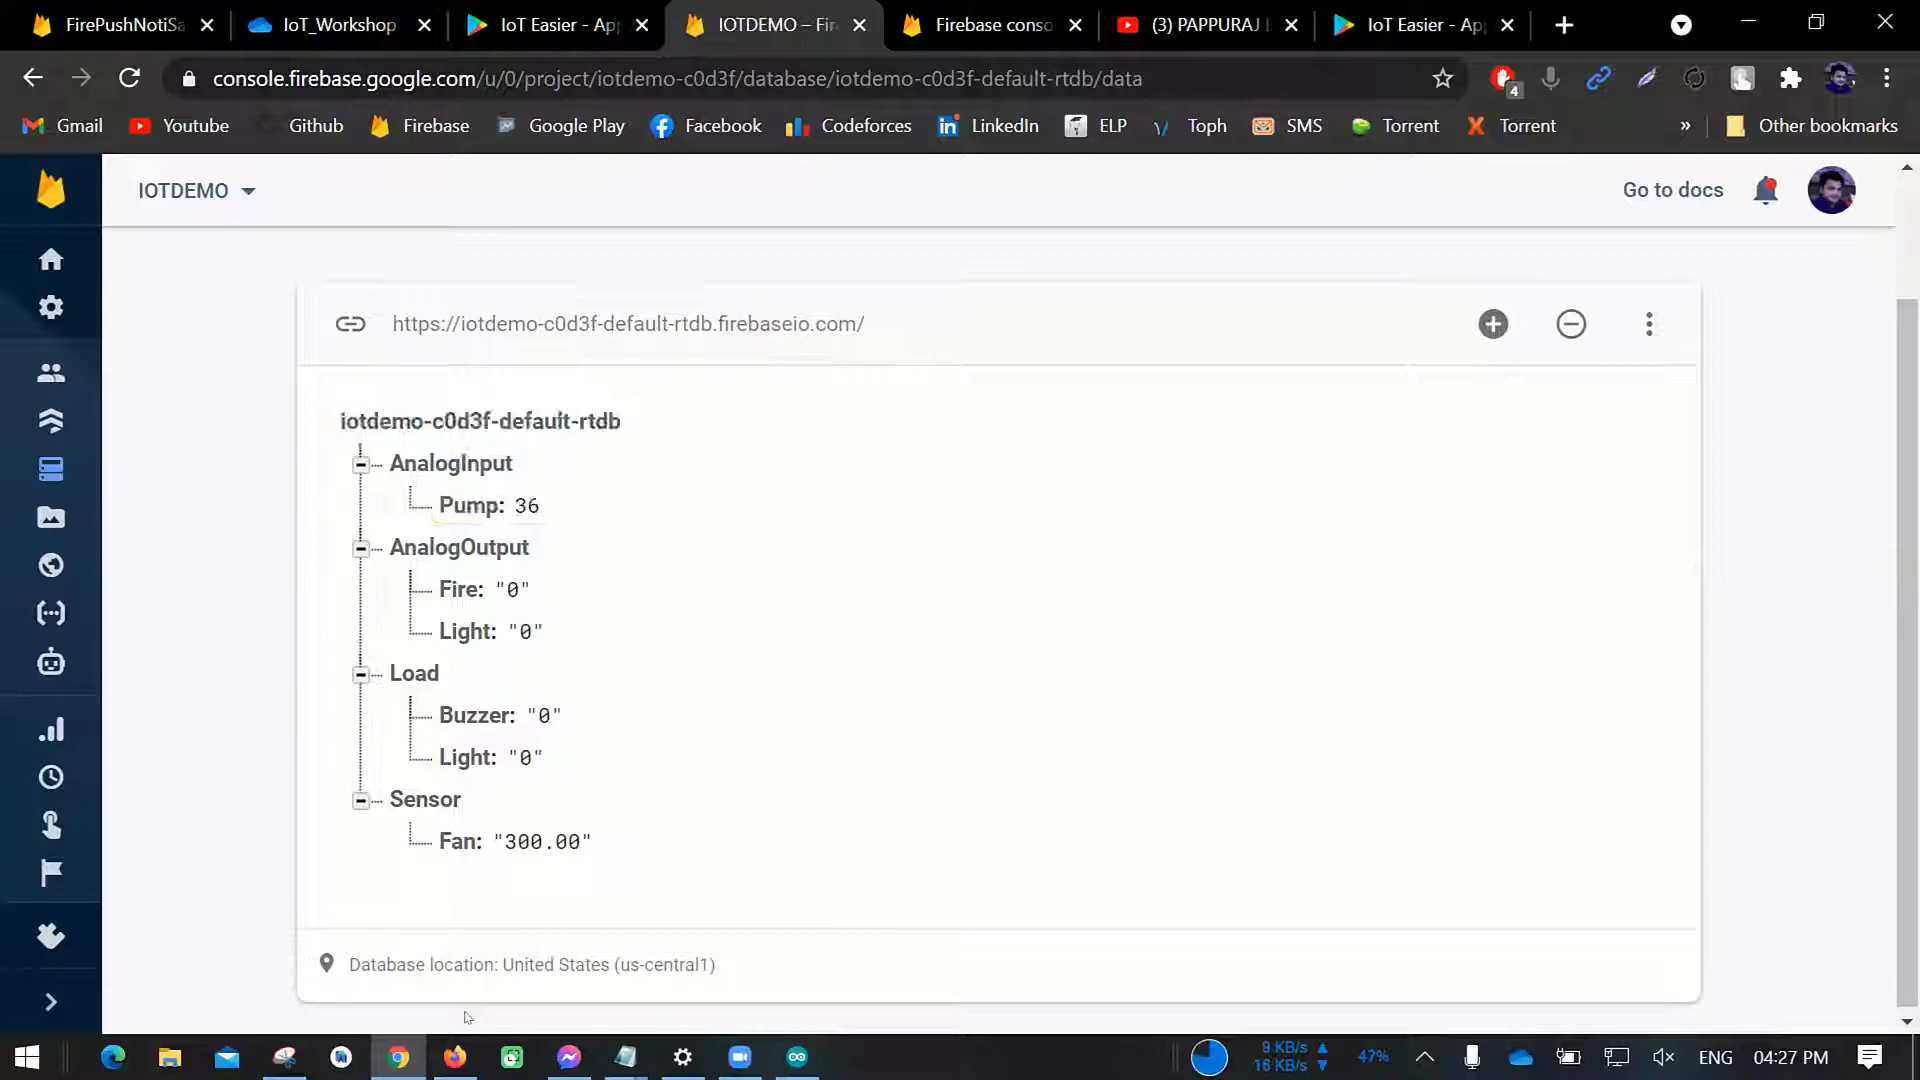 FirePushNotiSa
IoT_Workshop
IoT Easier - App
IOTDEMO – Fir
Firebase conso
(3) PAPPURAJ
IoT Easier - App
console.firebase.google.com/u/0/project/iotdemo-c0d3f/database/iotdemo-c0d3f-default-rtdb/data
4
Gmail
Youtube
Github
Firebase
Google Play
Facebook
Codeforces
LinkedIn
ELP
Toph
SMS
Torrent
Torrent
»
Other bookmarks
IOTDEMO
Go to docs
https://iotdemo-c0d3f-default-rtdb.firebaseio.com/
iotdemo-c0d3f-default-rtdb
AnalogInput
Pump: 36
AnalogOutput
Fire: "0"
Light: "0"
Load
Buzzer: "0"
Light: "0"
Sensor
Fan: "300.00"
Database location: United States (us-central1)
9 KB/s
16 KB/s
47%
ENG
04:27 PM